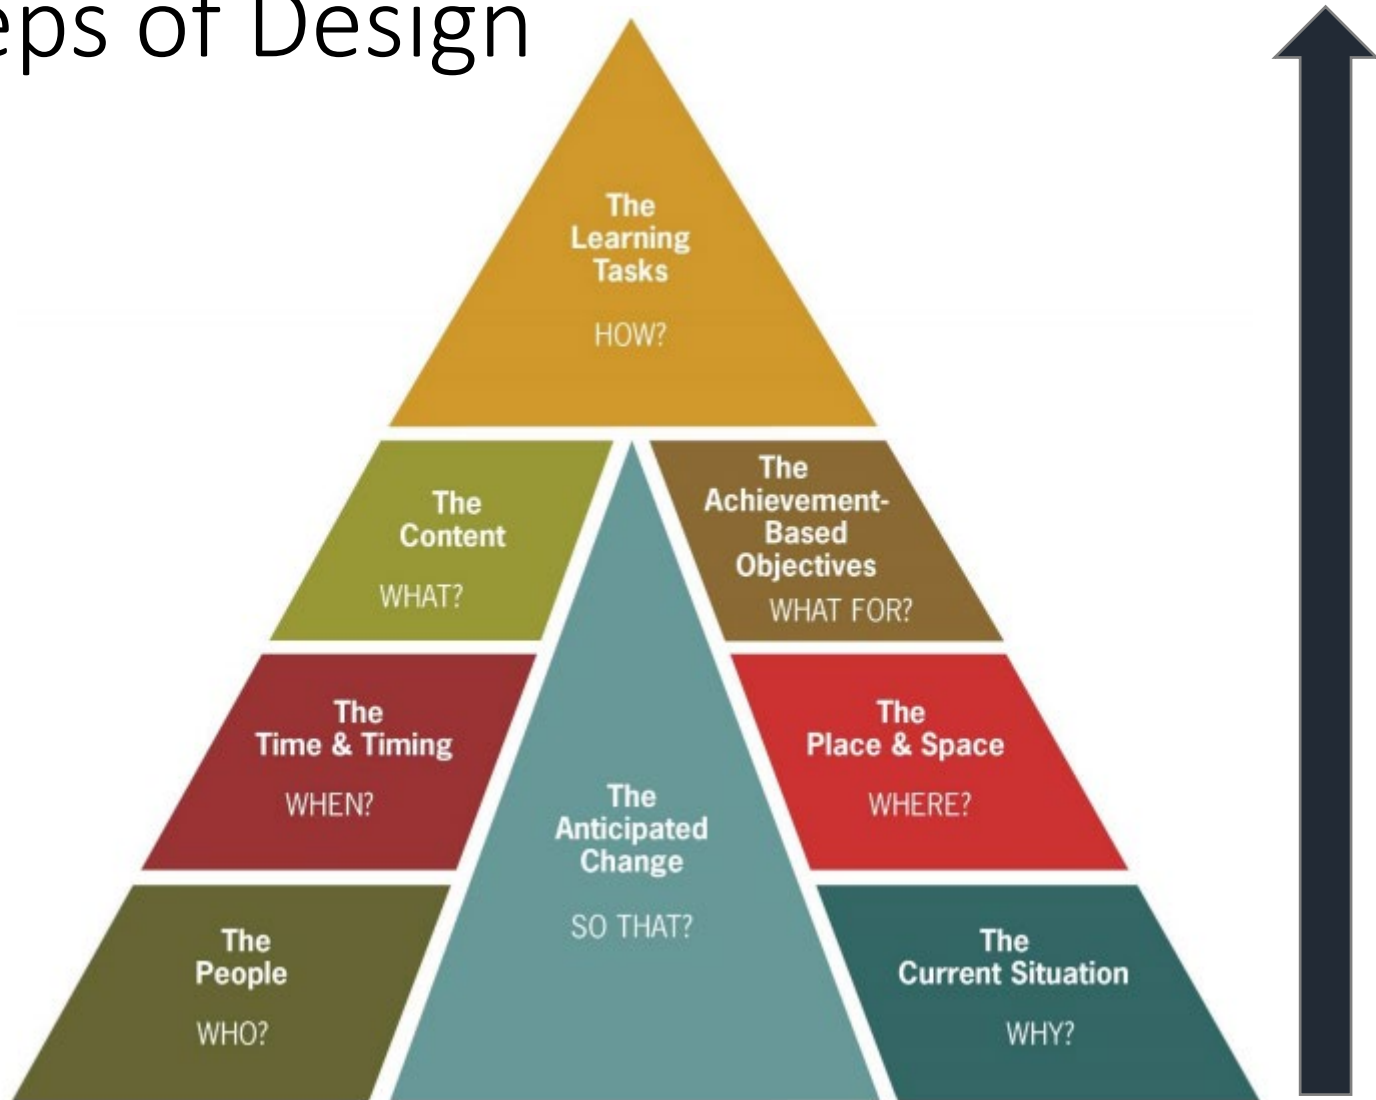 of Design
The
Learning
Tasks
HOW?
The
Content
WHAT?
The
Achievement-
Based
Objectives
WHAT FOR?
The
Time & Timing
WHEN?
The
Place & Space
WHERE?
The
Anticipated
Change
SO THAT?
The
People
WHO?
The
Current Situation
WHY?